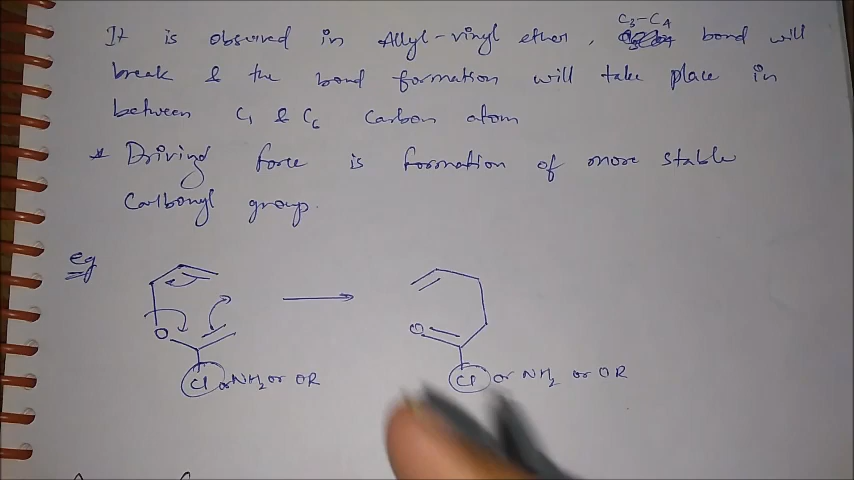 It is observed in Allyl-vinyl ether, C3-C4 bond will
break & the bond formation will take place in
between C1 & C6 Carbon atom
* Driving force is formation of more stable
Carbonyl group.
eg
O
O
Cl or NH2 or OR
Cl or NH2 or OR